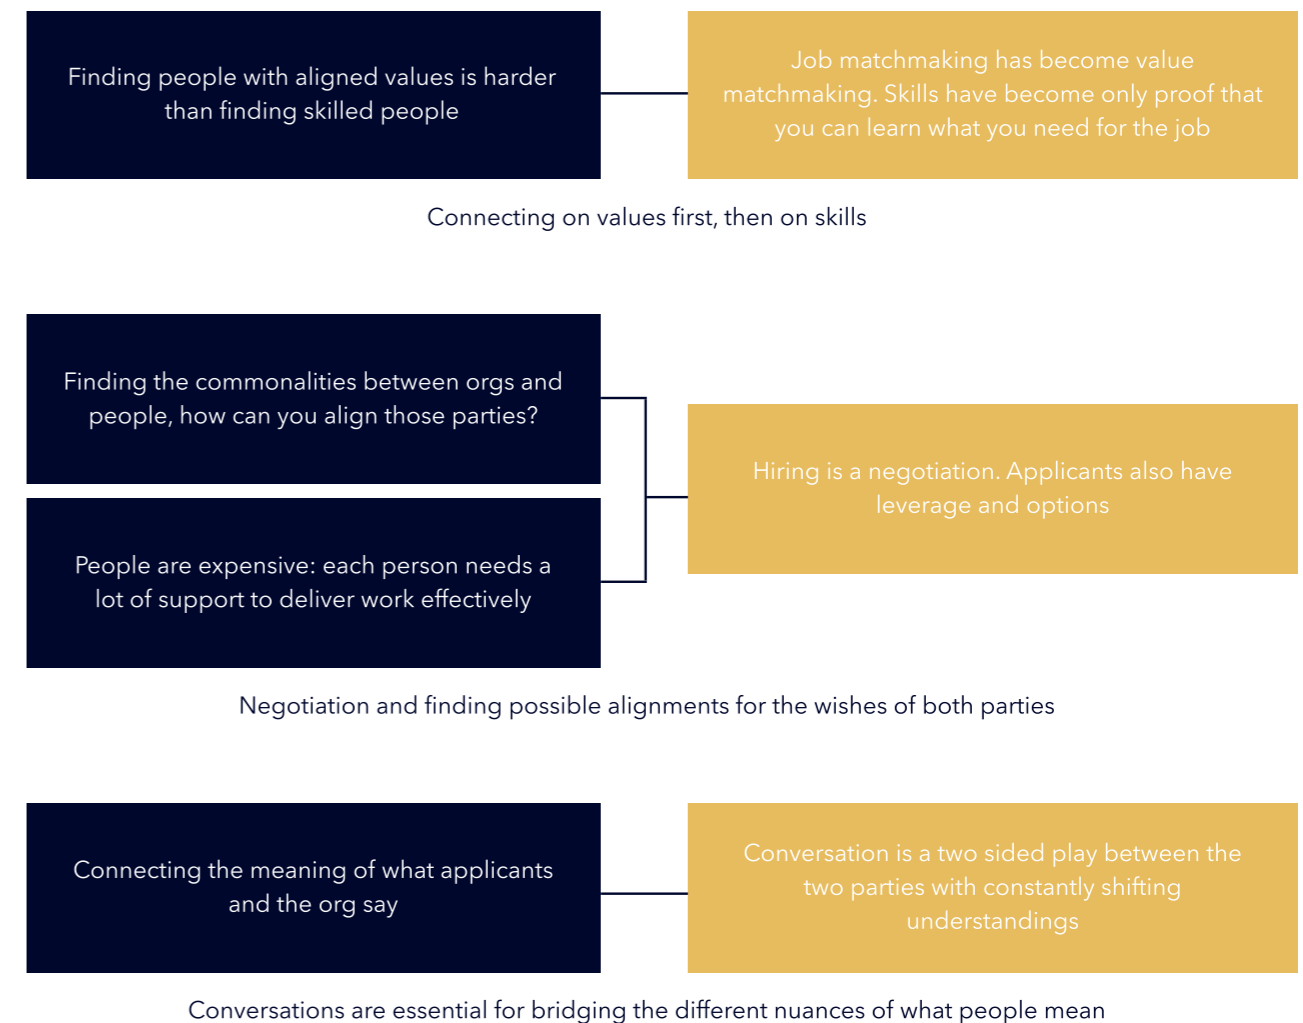 Finding people with aligned values is harder
than finding skilled people
Job matchmaking has become value
matchmaking. Skills have become only proof that
you can learn what you need for the job
Connecting on values first, then on skills
Finding the commonalities between orgs and
people, how can you align those parties?
People are expensive: each person needs a
lot of support to deliver work effectively
Hiring is a negotiation. Applicants also have
leverage and options
Negotiation and finding possible alignments for the wishes of both parties
Connecting the meaning of what applicants
and the org say
Conversation is a two sided play between the
two parties with constantly shifting
understandings
Conversations are essential for bridging the different nuances of what people mean